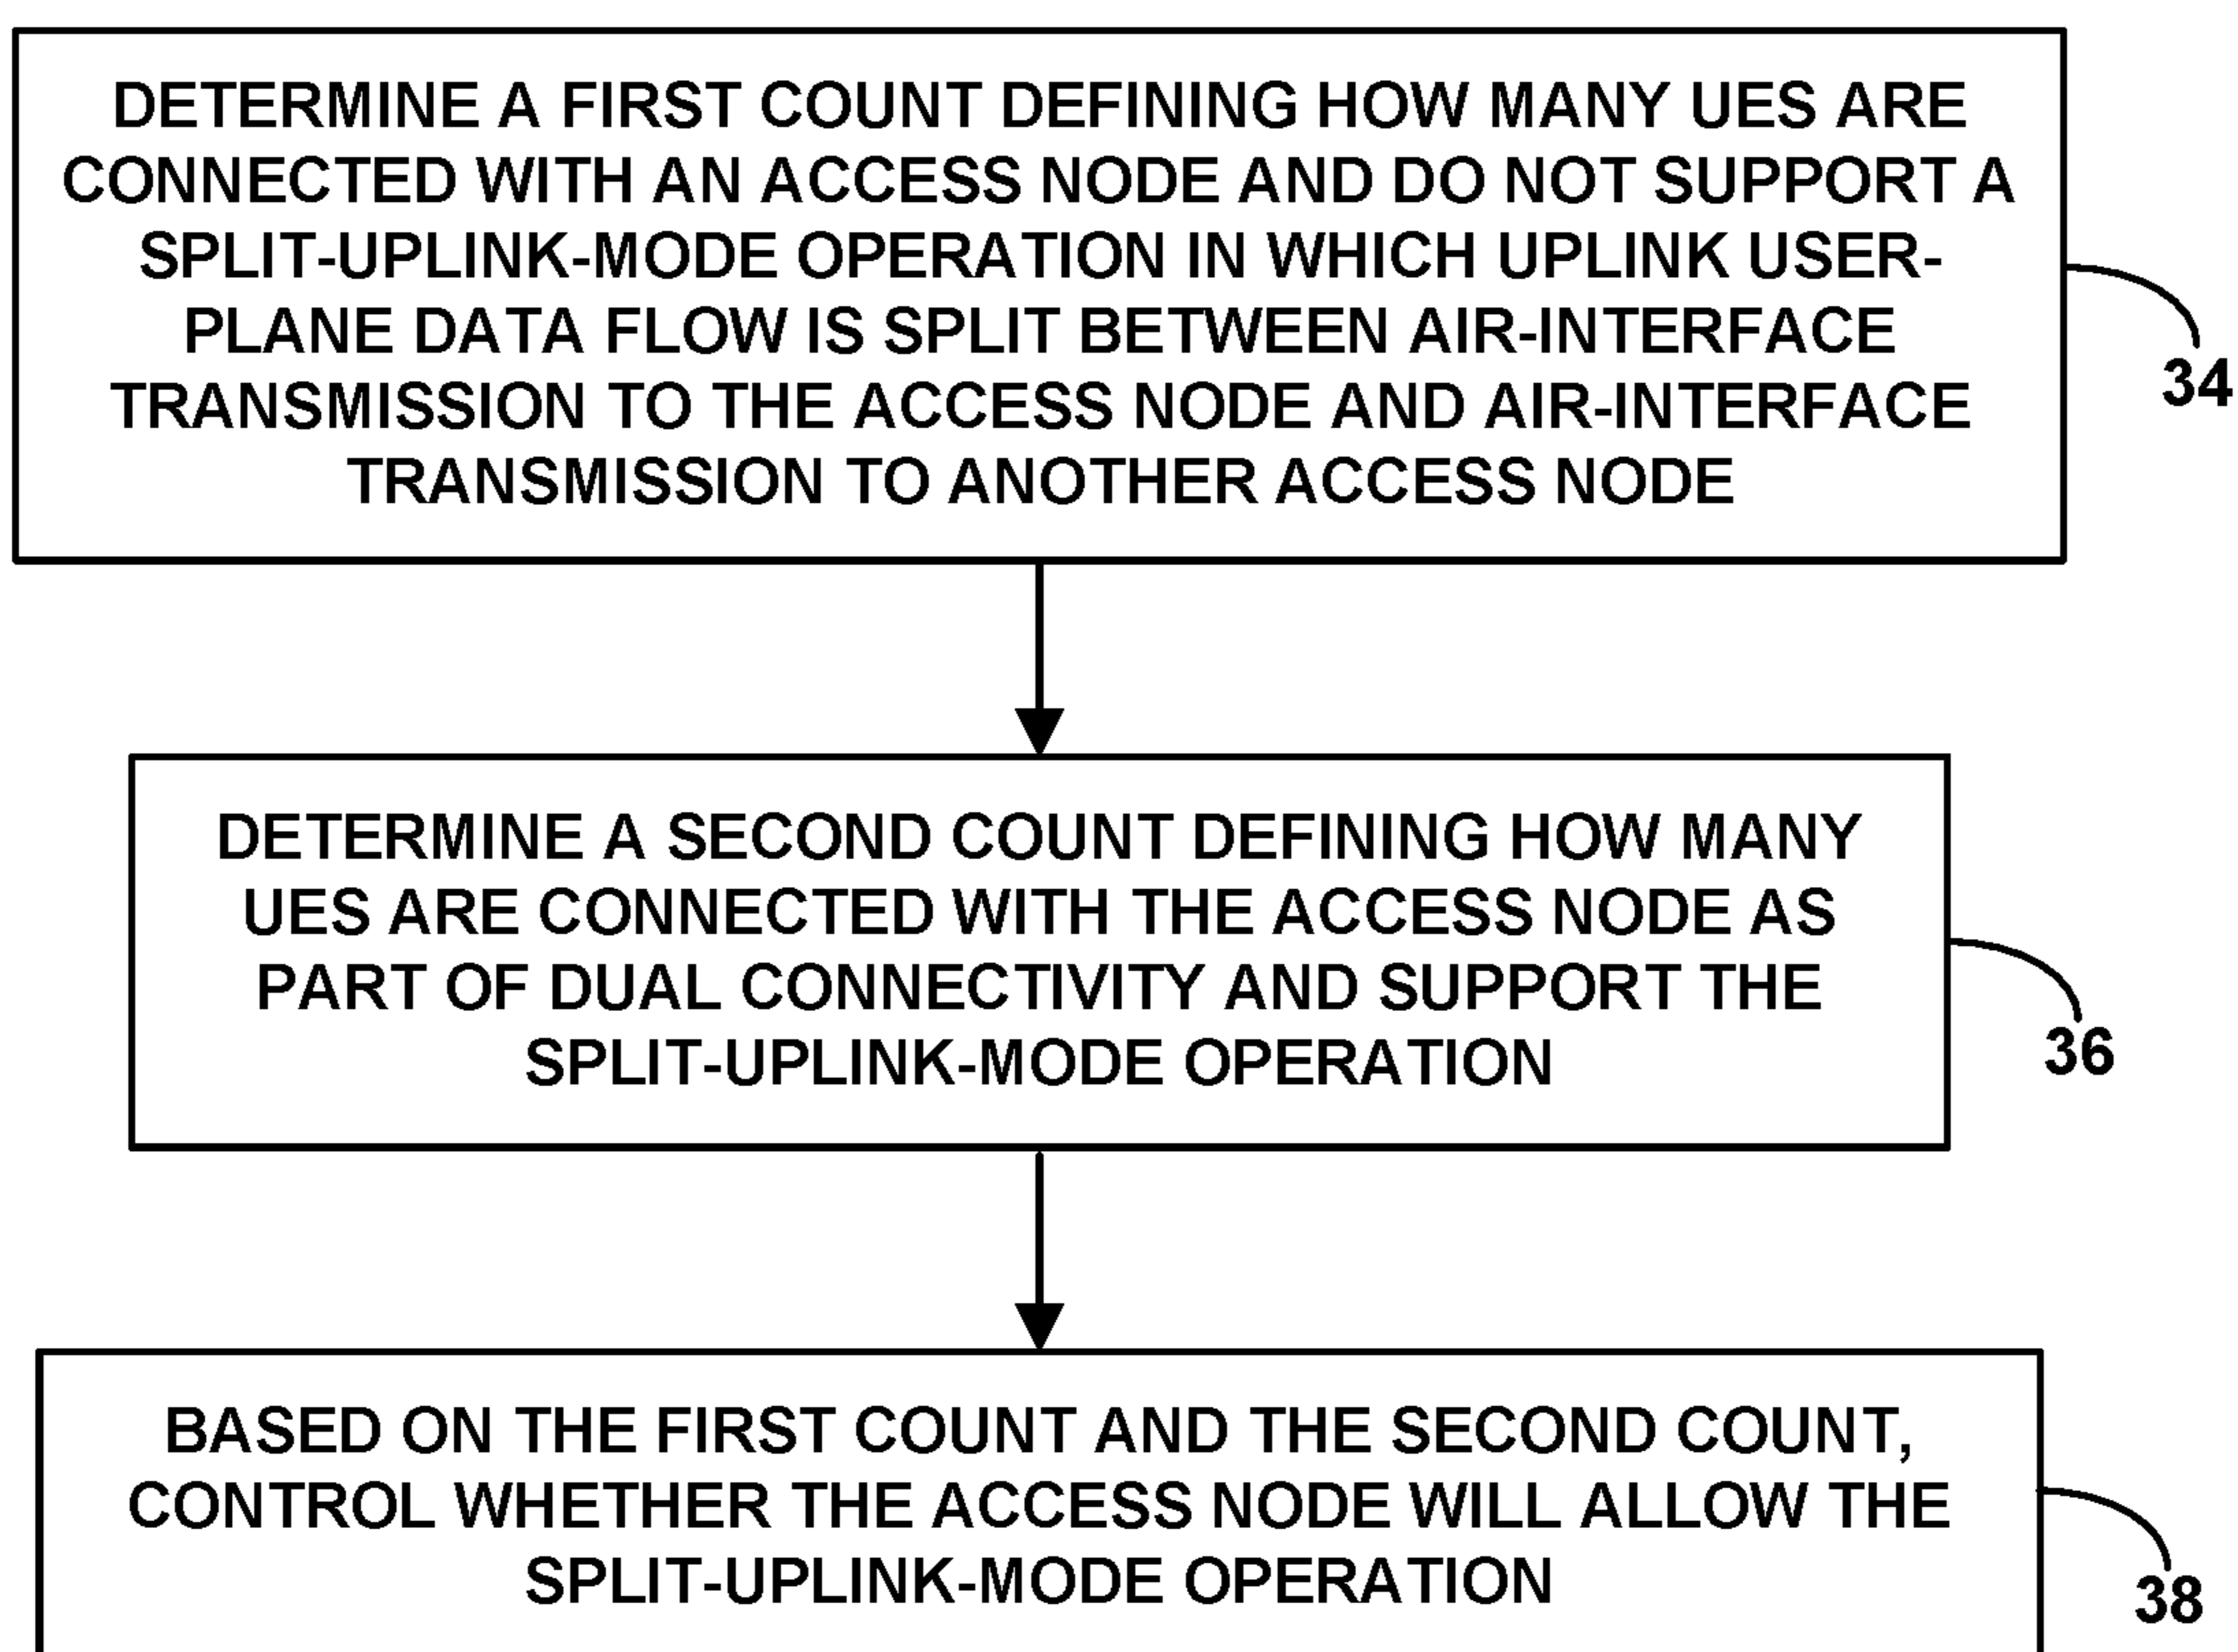 DETERMINE A FIRST COUNT DEFINING HOW MANY UES ARE
CONNECTED WITH AN ACCESS NODE AND DO NOT SUPPORT A
SPLIT-UPLINK-MODE OPERATION IN WHICH UPLINK USER-
PLANE DATA FLOW IS SPLIT BETWEEN AIR-INTERFACE
TRANSMISSION TO THE ACCESS NODE AND AIR-INTERFACE
TRANSMISSION TO ANOTHER ACCESS NODE
34
DETERMINE A SECOND COUNT DEFINING HOW MANY
UES ARE CONNECTED WITH THE ACCESS NODE AS
PART OF DUAL CONNECTIVITY AND SUPPORT THE
SPLIT-UPLINK-MODE OPERATION
36
BASED ON THE FIRST COUNT AND THE SECOND COUNT,
CONTROL WHETHER THE ACCESS NODE WILL ALLOW THE
SPLIT-UPLINK-MODE OPERATION
38